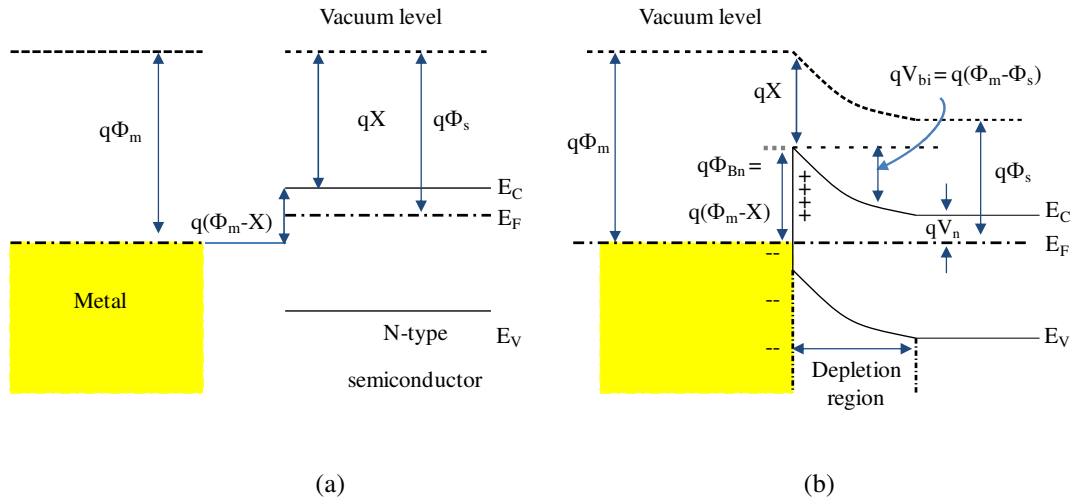 Vacuum level
qΦm
qX
qΦs
EC
EF
q(Φm-X)
Metal
N-type
EV
semiconductor
(a)
Vacuum level
qVbi= q(Φm-Φs)
qX
qΦm
qΦBn =
qΦs
++++
q(Φm-X)
EC
qVn
EF
--
--
EV
--
Depletion
region
(b)